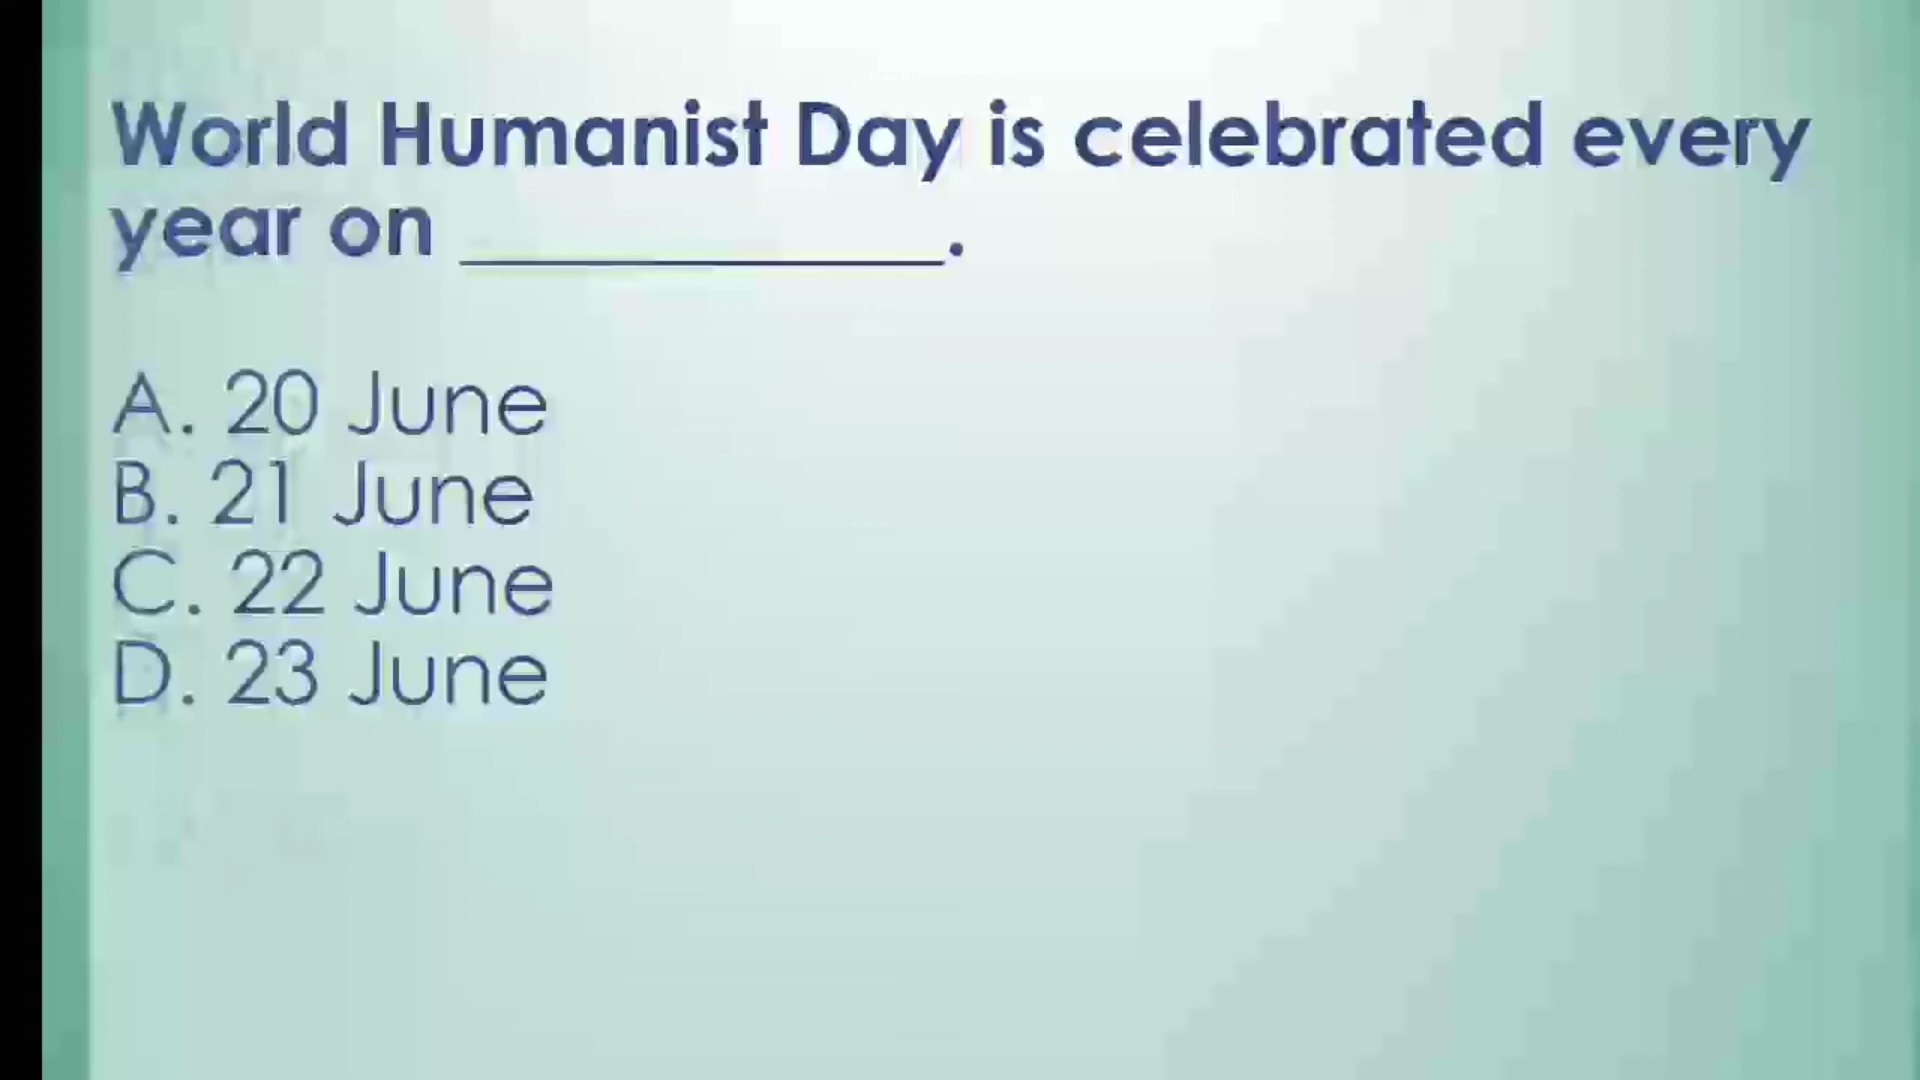 World Humanist Day is celebrated every
year on ____________.
A. 20 June
B. 21 June
C. 22 June
D. 23 June